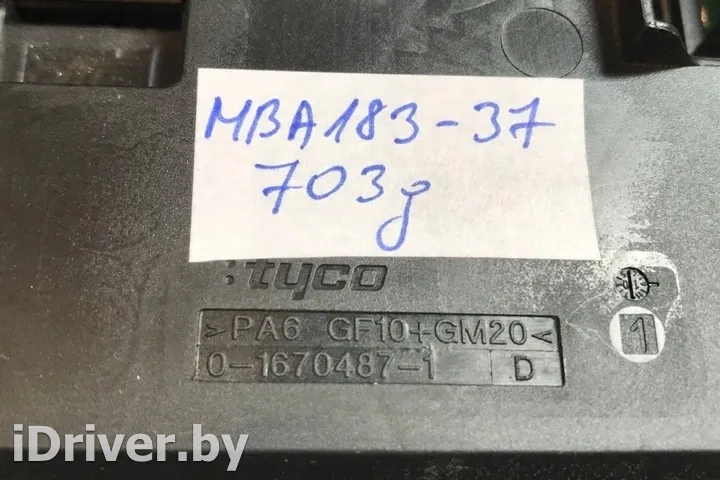 MBA183-37
703g
:tyco
>PA6 GF10+GM20<
0-1670487-1 D
1
iDriver.by